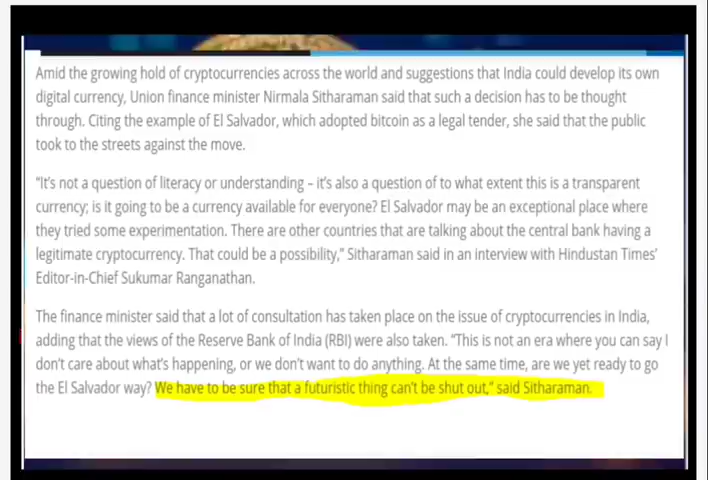 Amid the growing hold of cryptocurrencies across the world and suggestions that India could develop its own
digital currency, Union finance minister Nirmala Sitharaman said that such a decision has to be thought
through. Citing the example of El Salvador, which adopted bitcoin as a legal tender, she said that the public
took to the streets against the move.
“It’s not a question of literacy or understanding – it’s also a question of to what extent this is a transparent
currency; is it going to be a currency available for everyone? El Salvador may be an exceptional place where
they tried some experimentation. There are other countries that are talking about the central bank having a
legitimate cryptocurrency. That could be a possibility,” Sitharaman said in an interview with Hindustan Times’
Editor-in-Chief Sukumar Ranganathan.
The finance minister said that a lot of consultation has taken place on the issue of cryptocurrencies in India,
adding that the views of the Reserve Bank of India (RBI) were also taken. “This is not an era where you can say I
don’t care about what’s happening, or we don’t want to do anything. At the same time, are we yet ready to go
the El Salvador way? We have to be sure that a futuristic thing can’t be shut out,” said Sitharaman.